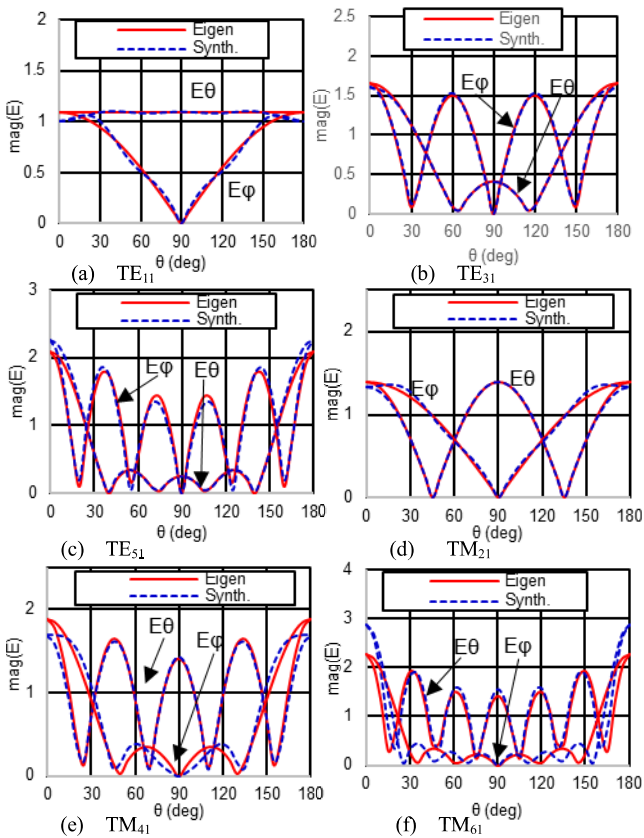 2
1.5
1
0.5
0
mag(E)
Eigen
Synth.
Eθ
Eφ
0 30 60 90 120 150 180
θ (deg)
(a) TE11
2.5
2
1.5
1
0.5
0
mag(E)
Eigen
Synth.
Eφ
Eθ
0 30 60 90 120 150 180
θ (deg)
(b) TE31
3
2
1
0
mag(E)
Eigen
Synth.
Eφ
Eθ
0 30 60 90 120 150 180
θ (deg)
(c) TE51
2
1
0
mag(E)
Eigen
Synth.
Eφ
Eθ
0 30 60 90 120 150 180
θ (deg)
(d) TM21
2
1
0
mag(E)
Eigen
Synth.
Eθ
Eφ
0 30 60 90 120 150 180
θ (deg)
(e) TM41
4
3
2
1
0
mag(E)
Eigen
Synth.
Eθ
Eφ
0 30 60 90 120 150 180
θ (deg)
(f) TM61